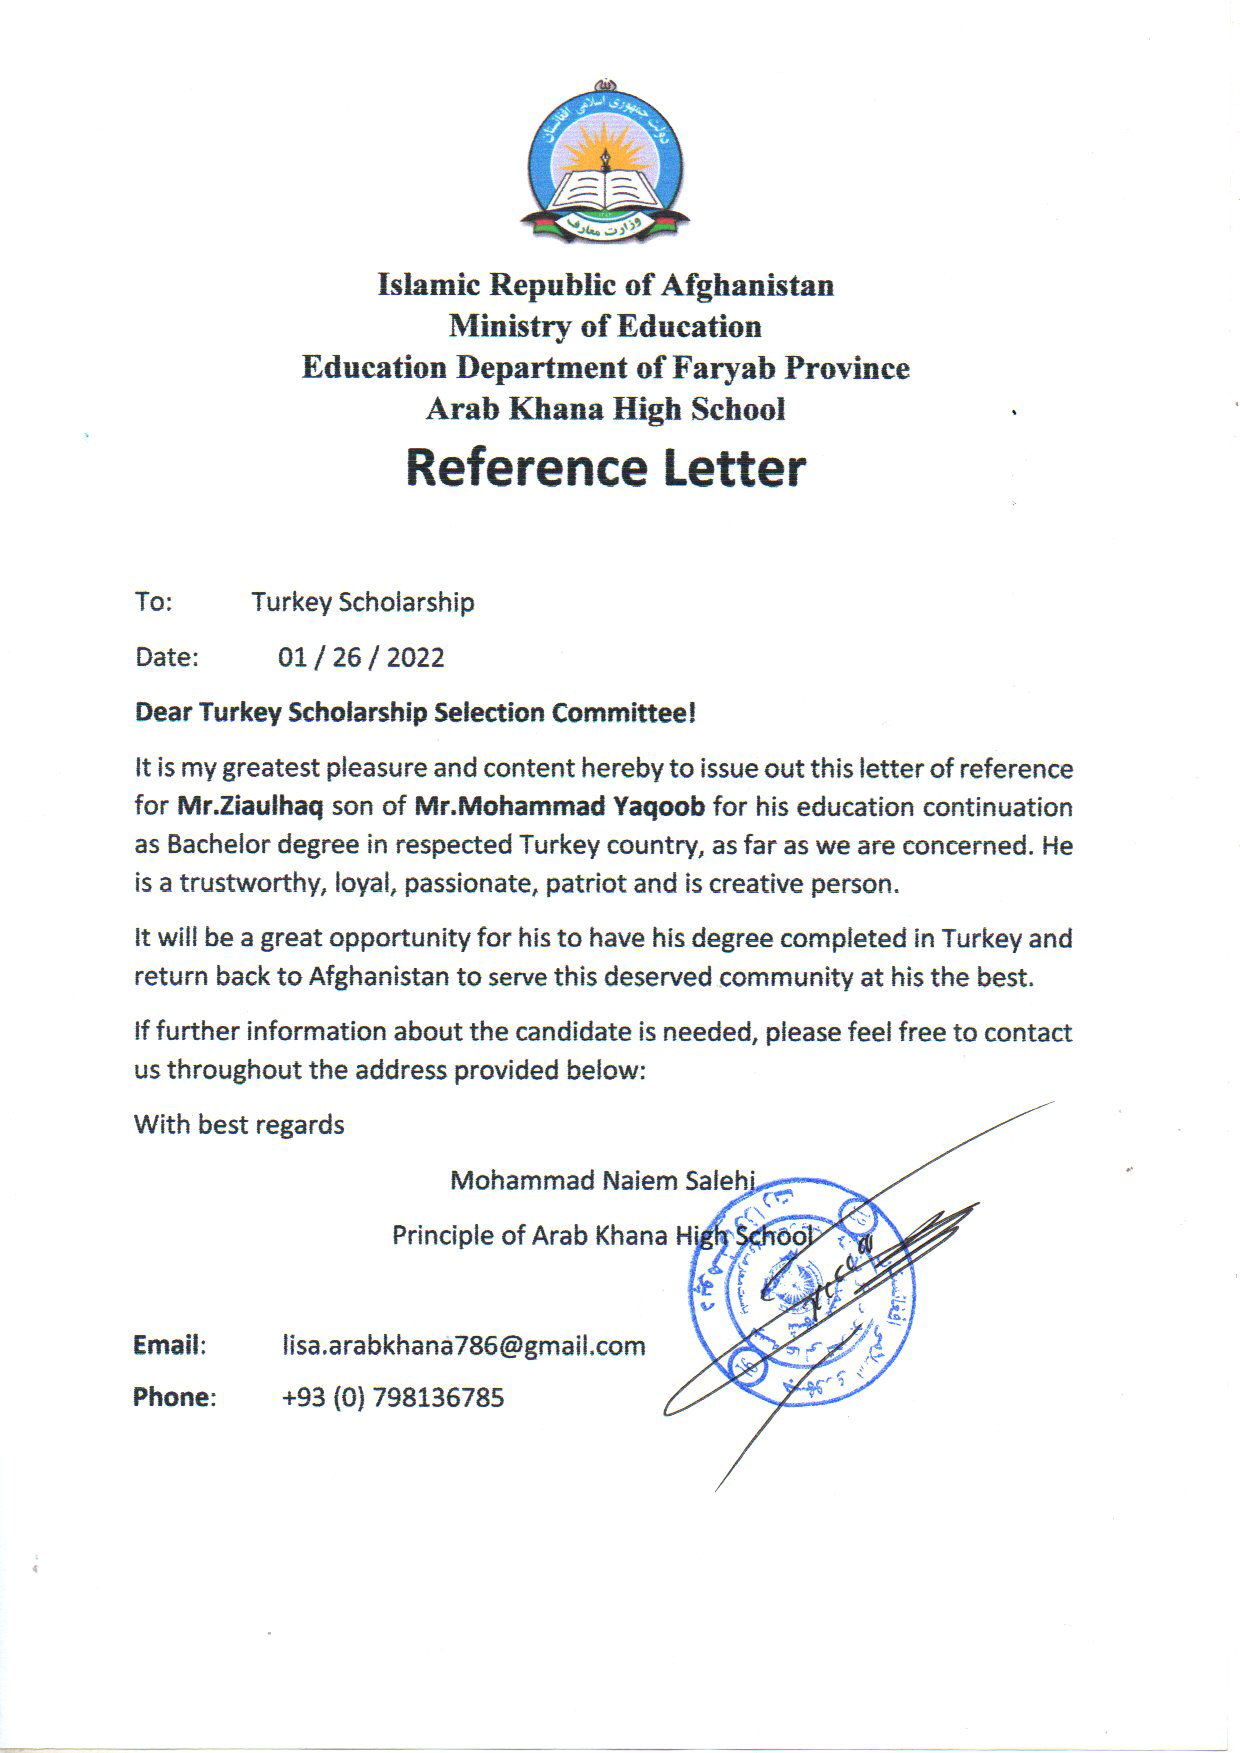 دولت جمهوری اسلامی افغانستان
وزارت معارف
Islamic Republic of Afghanistan
Ministry of Education
Education Department of Faryab Province
Arab Khana High School
Reference Letter
To: Turkey Scholarship
Date: 01 / 26 / 2022
Dear Turkey Scholarship Selection Committee!
It is my greatest pleasure and content hereby to issue out this letter of reference
for Mr.Ziaulhaq son of Mr.Mohammad Yaqoob for his education continuation
as Bachelor degree in respected Turkey country, as far as we are concerned. He
is a trustworthy, loyal, passionate, patriot and is creative person.
It will be a great opportunity for his to have his degree completed in Turkey and
return back to Afghanistan to serve this deserved community at his the best.
If further information about the candidate is needed, please feel free to contact
us throughout the address provided below:
With best regards
Mohammad Naiem Salehi
Principle of Arab Khana High School
Email: lisa.arabkhana786@gmail.com
Phone: +93 (0) 798136785